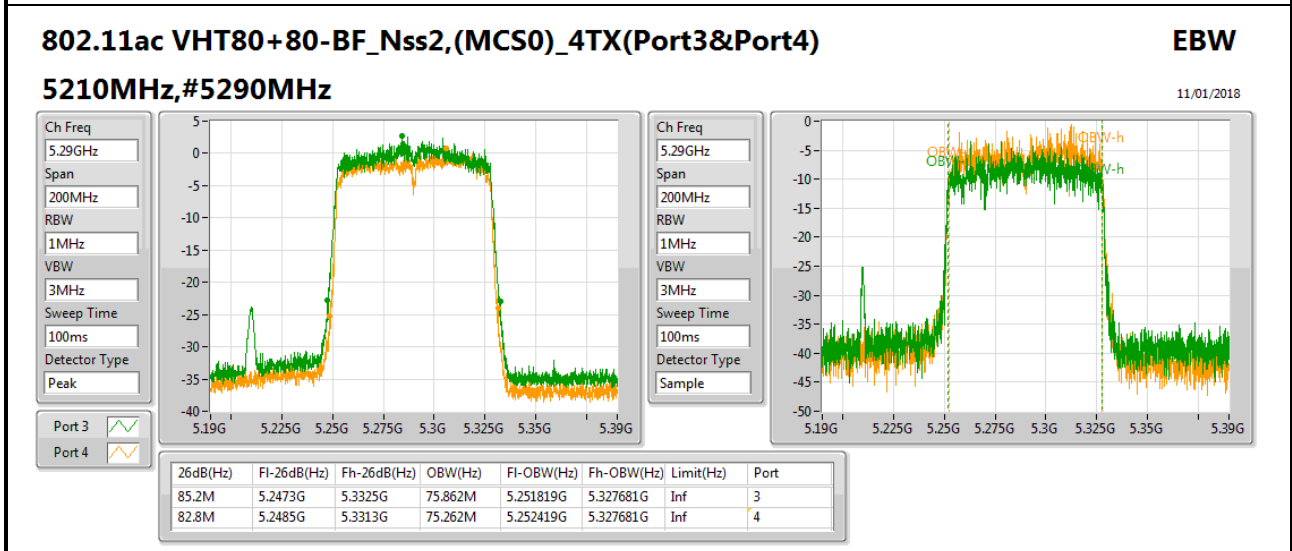 802.11ac VHT80+80-BF_Nss2,(MCS0)_4TX(Port3&Port4) EBW
5210MHz,#5290MHz 11/01/2018
Ch Freq
5.29GHz
Span
200MHz
RBW
1MHz
VBW
3MHz
Sweep Time
100ms
Detector Type
Peak
Port 3
Port 4
5
0
-5
-10
-15
-20
-25
-30
-35
-40
5.19G 5.225G 5.25G 5.275G 5.3G 5.325G 5.35G 5.39G
Ch Freq
5.29GHz
Span
200MHz
RBW
1MHz
VBW
3MHz
Sweep Time
100ms
Detector Type
Sample
0
-5
-10
-15
-20
-25
-30
-35
-40
-45
-50
OBW-h
5.19G 5.225G 5.25G 5.275G 5.3G 5.325G 5.35G 5.39G
26dB(Hz) Fl-26dB(Hz) Fh-26dB(Hz) OBW(Hz) Fl-OBW(Hz) Fh-OBW(Hz) Limit(Hz) Port
85.2M 5.2473G 5.3325G 75.862M 5.251819G 5.327681G Inf 3
82.8M 5.2485G 5.3313G 75.262M 5.252419G 5.327681G Inf 4